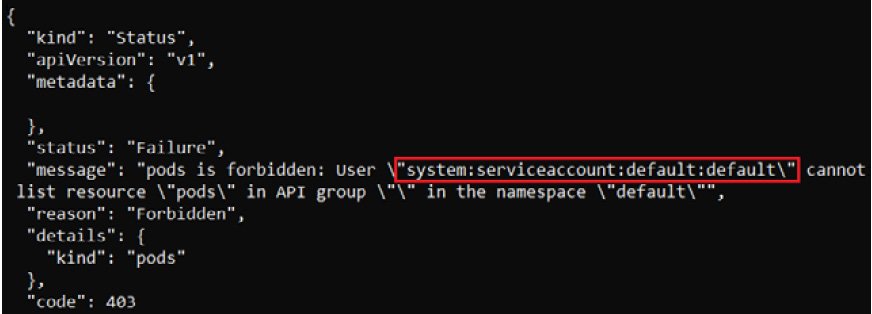 {
"kind": "Status",
"apiVersion": "v1",
"metadata": {
},
"status": "Failure",
"message": "pods is forbidden: User \"system:serviceaccount:default:default\" cannot
list resource \"pods\" in API group \"\" in the namespace \"default\"",
"reason": "Forbidden",
"details": {
"kind": "pods"
},
"code": 403